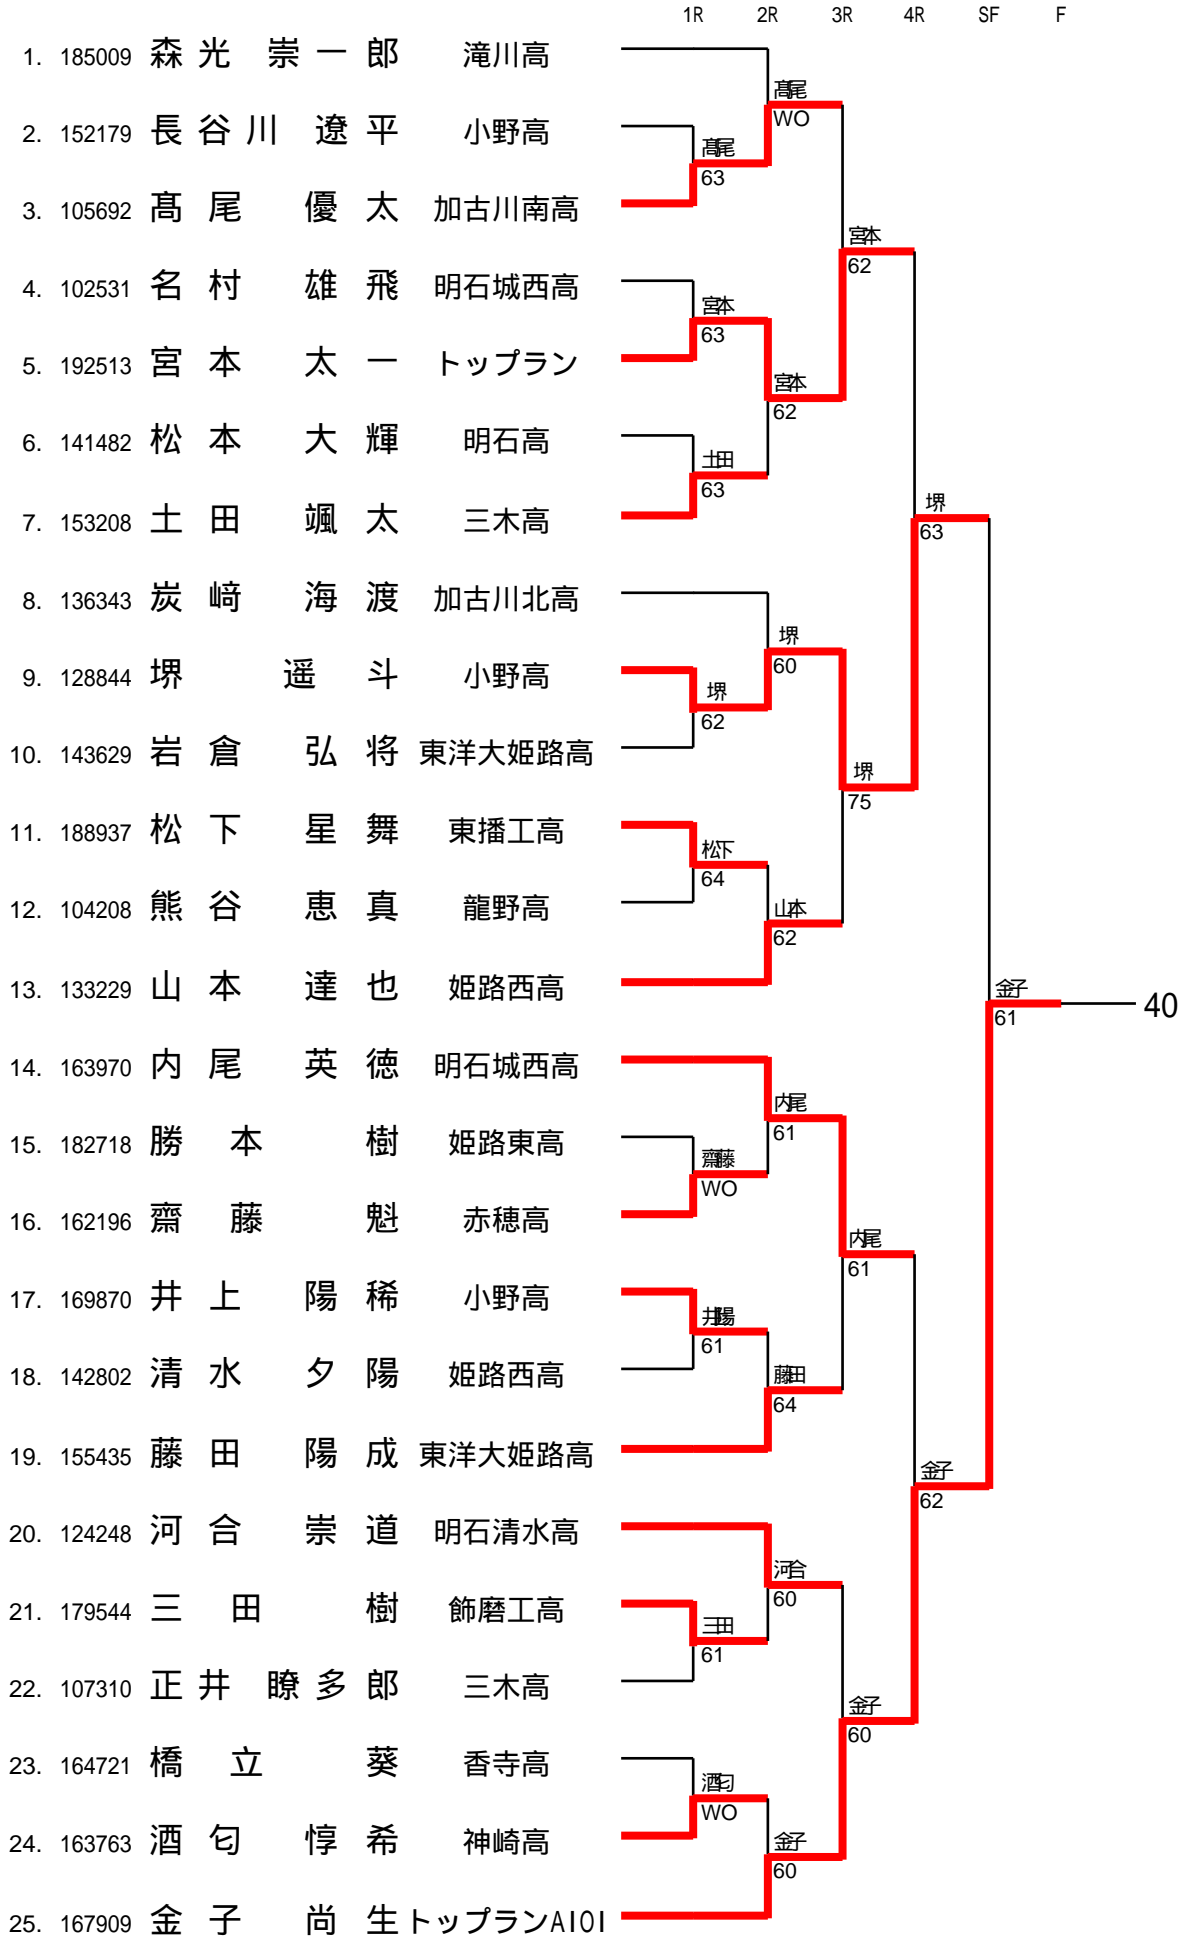 1R 2R 3R 4R SF F
1. 185009 森光 崇一郎 滝川高
髙尾
WO
2. 152179 長谷川 遼平 小野高
髙尾
63
3. 105692 髙尾 優太 加古川南高
宮本
62
4. 102531 名村 雄飛 明石城西高
宮本
63
5. 192513 宮本 太一 トップラン
宮本
62
6. 141482 松本 大輝 明石高
土田
63
7. 153208 土田 颯太 三木高
堺
63
8. 136343 炭﨑 海渡 加古川北高
堺
60
9. 128844 堺 遥斗 小野高
堺
62
10. 143629 岩倉 弘将 東洋大姫路高
堺
75
11. 188937 松下 星舞 東播工高
松下
64
12. 104208 熊谷 恵真 龍野高
山本
62
13. 133229 山本 達也 姫路西高
金子
61
40
14. 163970 内尾 英徳 明石城西高
内尾
61
15. 182718 勝本 樹 姫路東高
齋藤
WO
16. 162196 齋藤 魁 赤穂高
内尾
61
17. 169870 井上 陽稀 小野高
井陽
61
18. 142802 清水 夕陽 姫路西高
藤田
64
19. 155435 藤田 陽成 東洋大姫路高
金子
62
20. 124248 河合 崇道 明石清水高
河合
60
21. 179544 三田 樹 飾磨工高
三田
61
22. 107310 正井 瞭多郎 三木高
金子
60
23. 164721 橋立 葵 香寺高
酒匂
WO
24. 163763 酒匂 惇希 神崎高
金子
60
25. 167909 金子 尚生 トップランAIOI